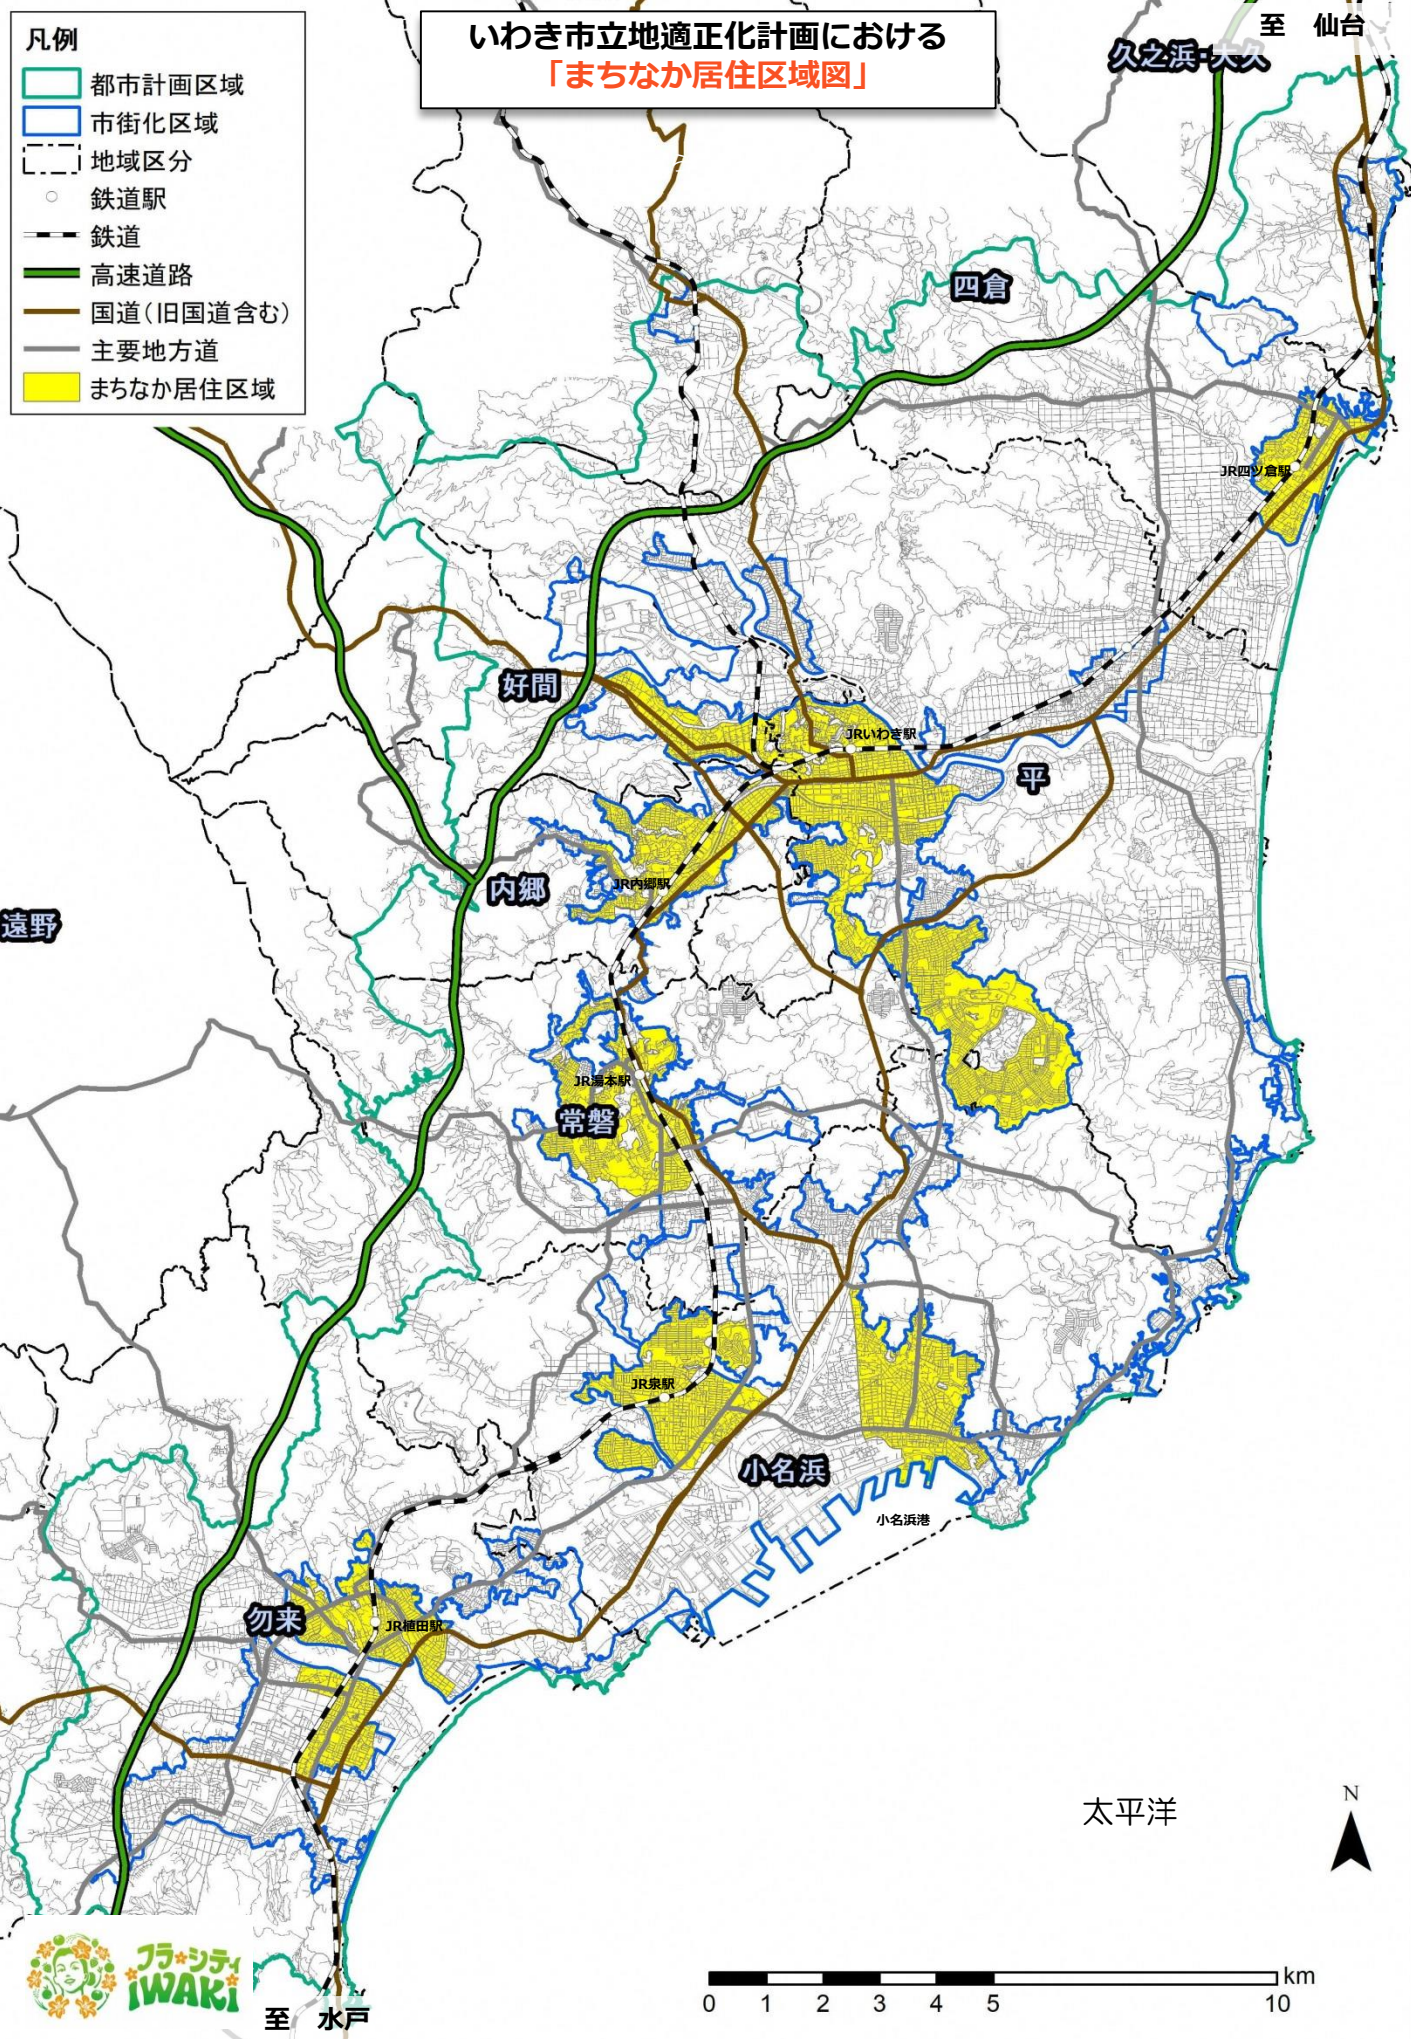 いわき市立地適正化計画における
「まちなか居住区域図」
凡例
都市計画区域
市街化区域
地域区分
鉄道駅
鉄道
高速道路
国道(旧国道含む)
主要地方道
まちなか居住区域
至 仙台
久之浜・大久
四倉
JR四ツ倉駅
好間
JRいわき駅
平
内郷
JR内郷駅
遠野
JR湯本駅
常磐
JR泉駅
小名浜
小名浜港
勿来
JR植田駅
太平洋
N
フラ・シティ
iWAKi
至 水戸
km
0 1 2 3 4 5 10